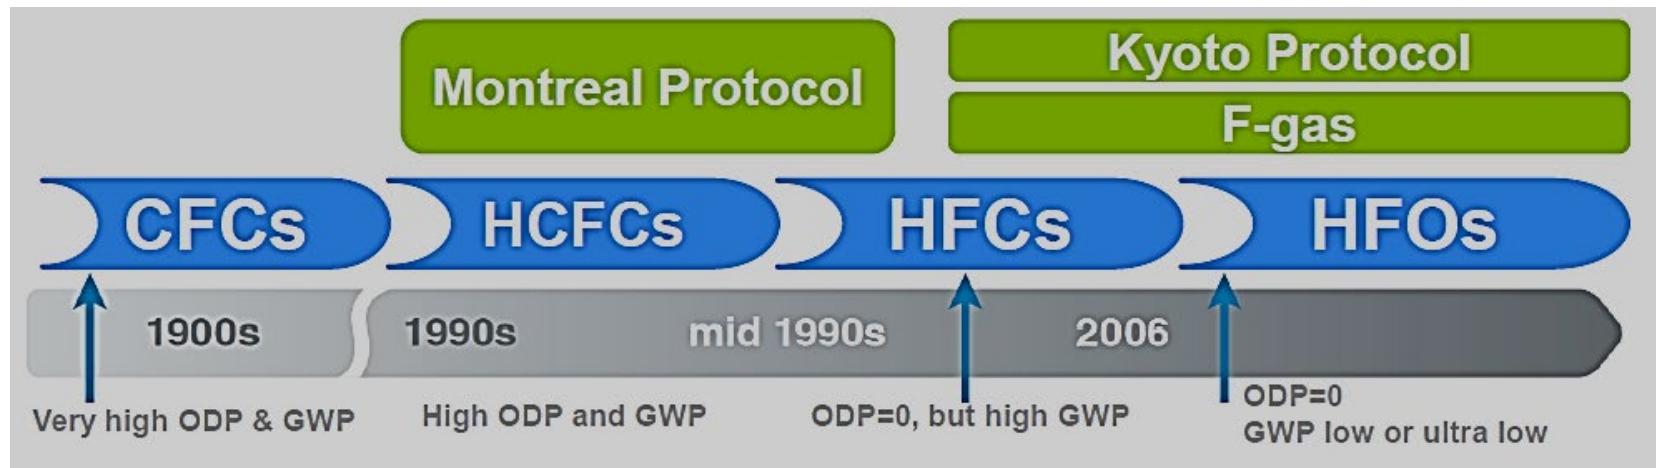 Montreal Protocol
Kyoto Protocol
F-gas
CFCs
HCFCs
HFCs
HFOs
1900s
1990s
mid 1990s
2006
Very high ODP & GWP
High ODP and GWP
ODP=0, but high GWP
ODP=0
GWP low or ultra low